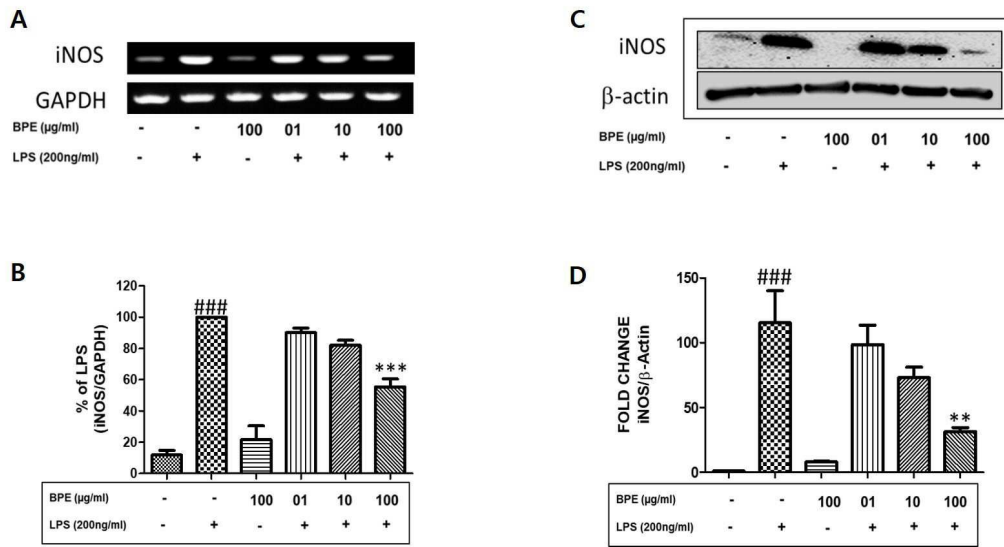 A
iNOS
GAPDH
BPE (µg/ml) - - 100 01 10 100
LPS (200ng/ml) - + - + + +
B
% of LPS
(iNOS/GAPDH)
120
100
80
60
40
20
0
###
***
BPE (µg/ml) - - 100 01 10 100
LPS (200ng/ml) - + - + + +
C
iNOS
β-actin
BPE (µg/ml) - - 100 01 10 100
LPS (200ng/ml) - + - + + +
D
FOLD CHANGE
iNOS/β-Actin
150
100
50
0
###
**
BPE (µg/ml) - - 100 01 10 100
LPS (200ng/ml) - + - + + +